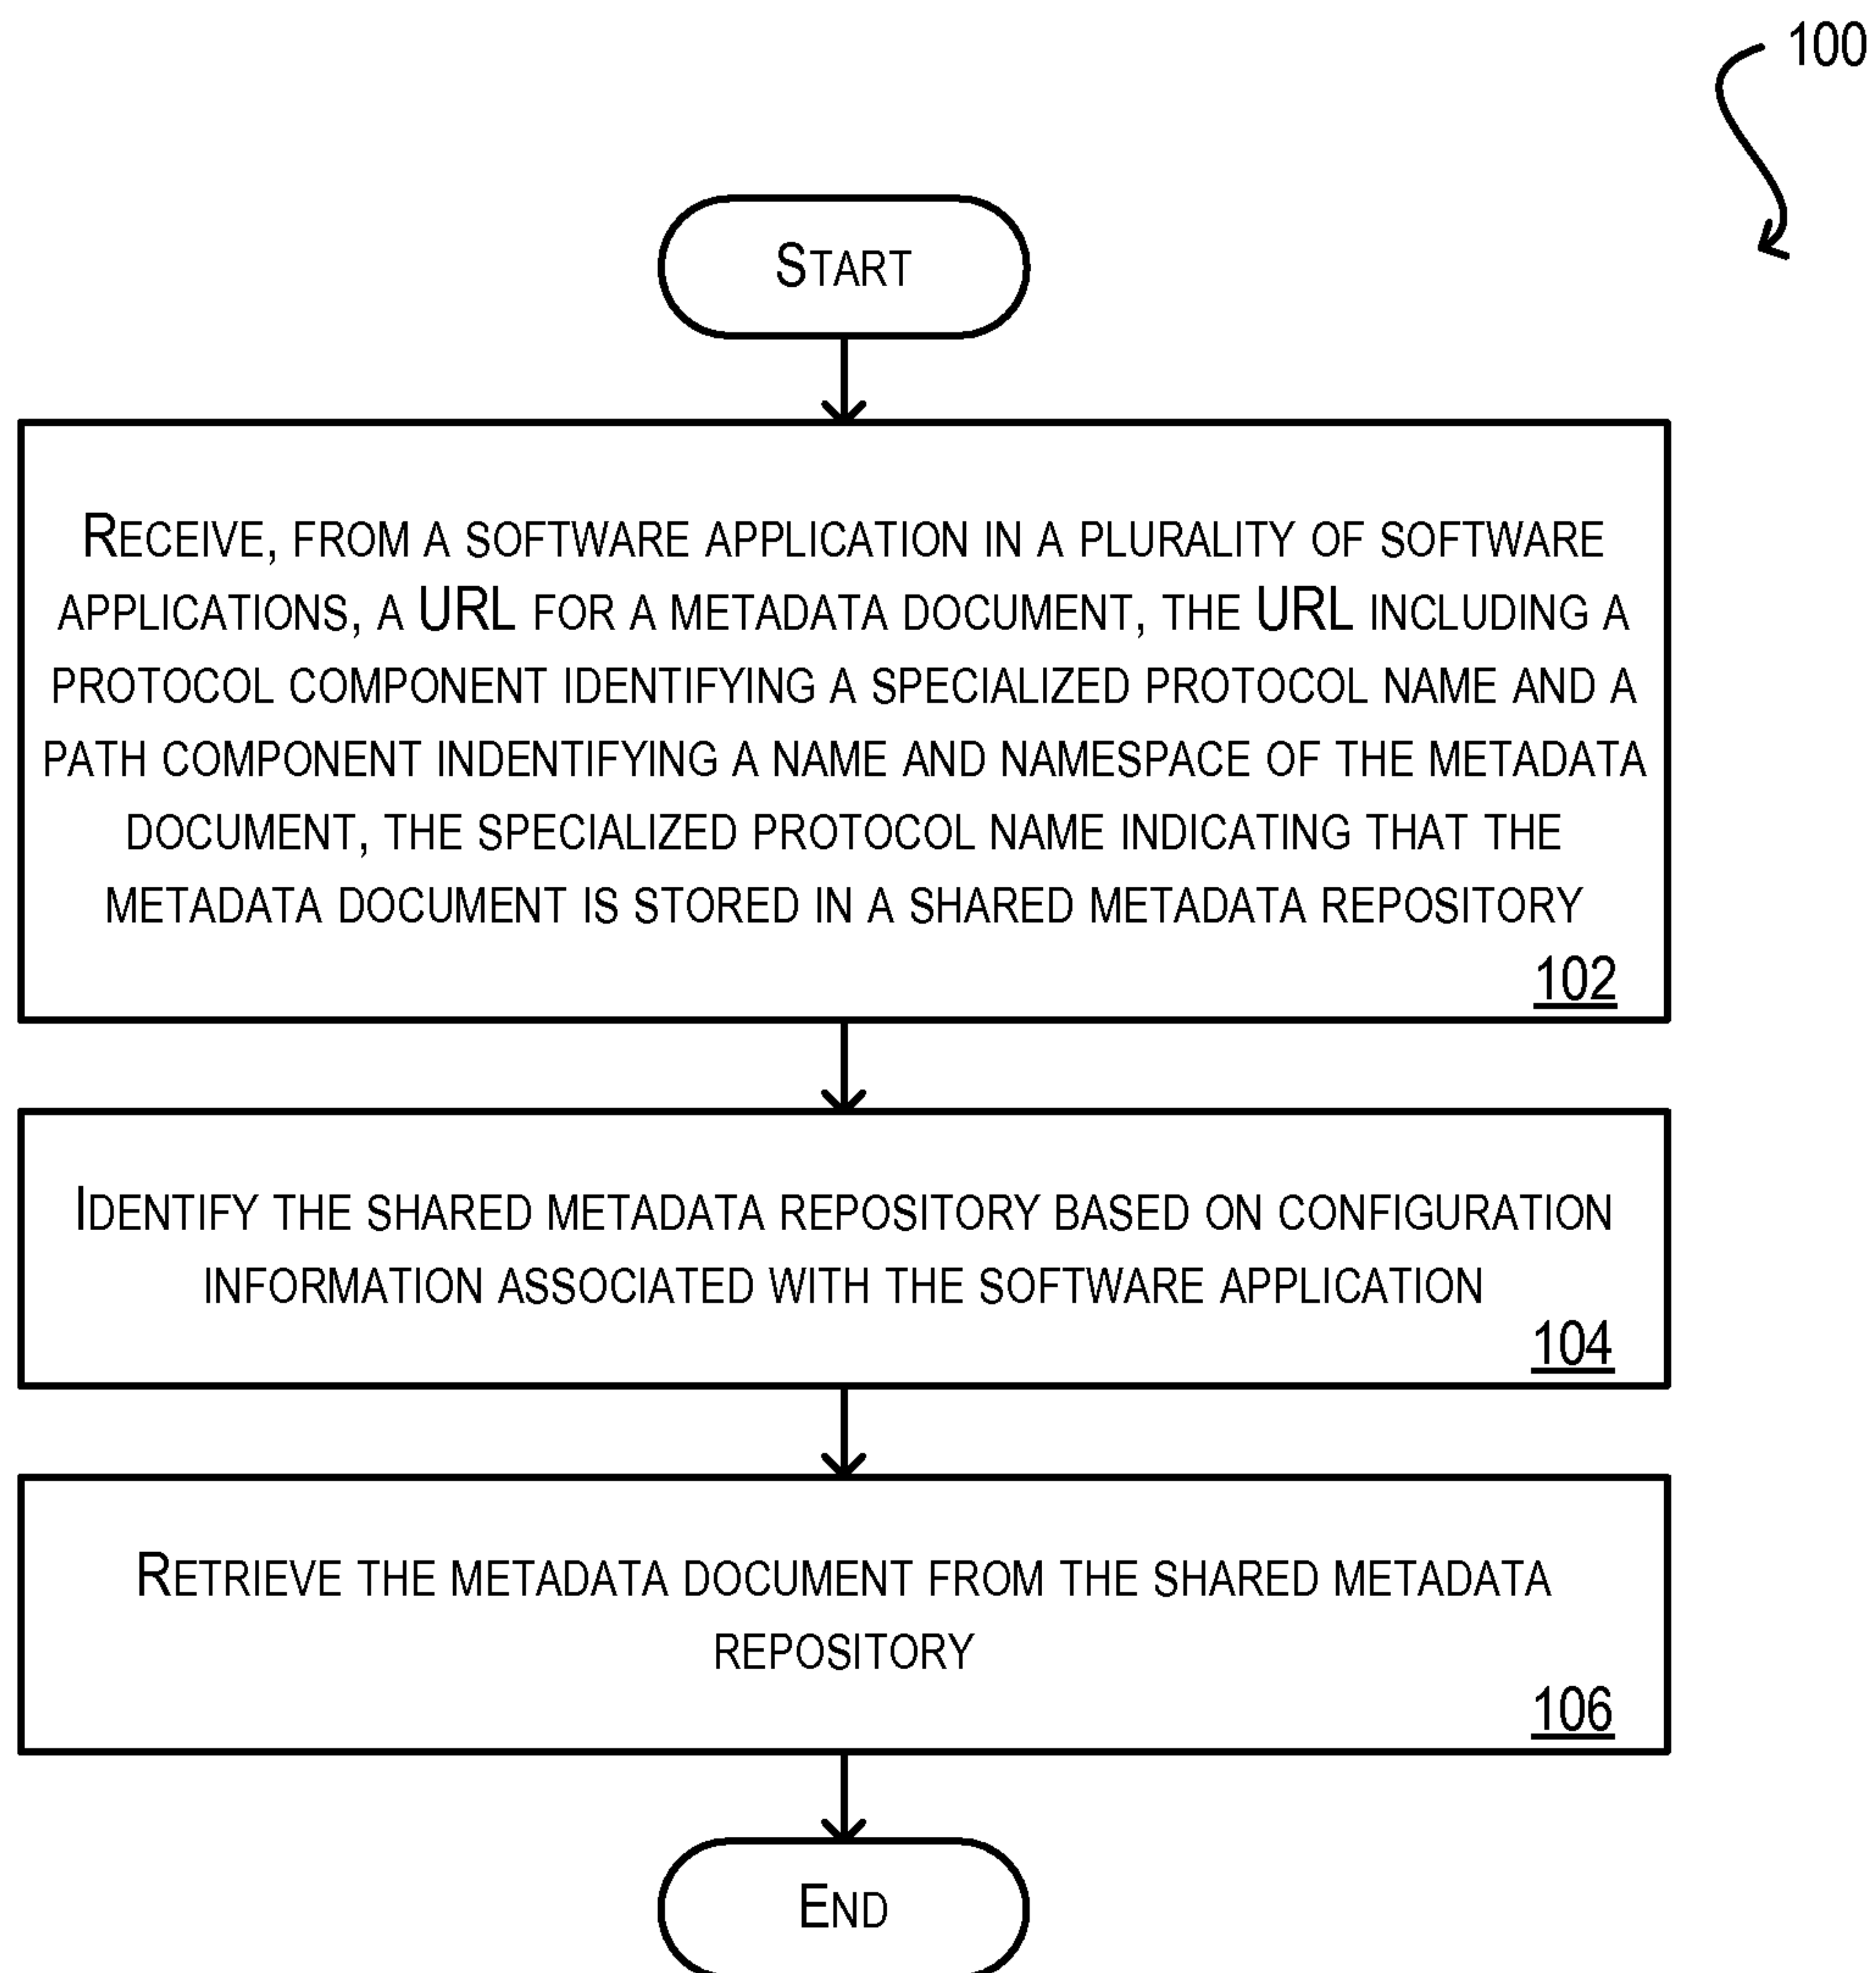 100
START
RECEIVE, FROM A SOFTWARE APPLICATION IN A PLURALITY OF SOFTWARE
APPLICATIONS, A URL FOR A METADATA DOCUMENT, THE URL INCLUDING A
PROTOCOL COMPONENT IDENTIFYING A SPECIALIZED PROTOCOL NAME AND A
PATH COMPONENT INDENTIFYING A NAME AND NAMESPACE OF THE METADATA
DOCUMENT, THE SPECIALIZED PROTOCOL NAME INDICATING THAT THE
METADATA DOCUMENT IS STORED IN A SHARED METADATA REPOSITORY
102
IDENTIFY THE SHARED METADATA REPOSITORY BASED ON CONFIGURATION
INFORMATION ASSOCIATED WITH THE SOFTWARE APPLICATION
104
RETRIEVE THE METADATA DOCUMENT FROM THE SHARED METADATA
REPOSITORY
106
END